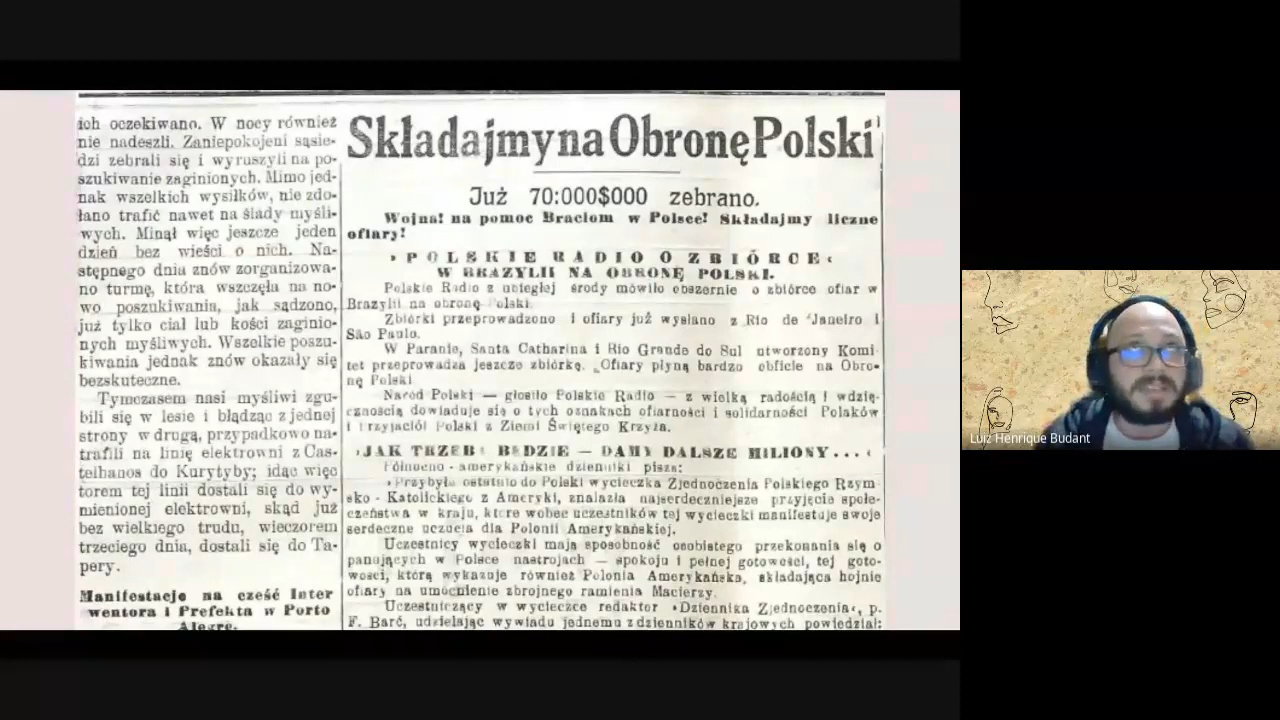 ich oczekiwano. W nocy również
nie nadeszli. Zaniepokojeni sąsie-
dzi zebrali się i wyruszyli na po-
szukiwanie zaginionych. Mimo jed-
nak wszelkich wysiłków, nie zdo-
łano trafić nawet na ślady myśli-
wych. Minął więc jeszcze jeden
dzień bez wieści o nich. Na-
stępnego dnia znów zorganizowa-
no turmę, która wszczęła na no-
wo poszukiwania, jak sądzono,
już tylko ciał lub kości zaginio-
nych myśliwych. Wszelkie poszu-
kiwania jednak znów okazały się
bezskuteczne.
Tymczasem nasi myśliwi zgu-
bili się w lesie i błądząc z jednej
strony w drugą, przypadkowo na-
trafili na linię elektrowni z Cas-
telhanos do Kurytyby; idąc więc
torem tej linii dostali się do wy-
mienionej elektrowni, skąd już
bez wielkiego trudu, wieczorem
trzeciego dnia, dostali się do Ta-
pery.
Manifestacje na cześć Inter
wentora i Prefekta w Porto
Alegre.
Składajmy na Obronę Polski
Już 70:000$000 zebrano.
Wojna! na pomoc Braciom w Polsce! Składajmy liczne
ofiary!
»POLSKIE RADIO O ZBIÓRCE«
W BRAZYLII NA OBRONĘ POLSKI.
Polskie Radio z ubiegłej środy mówiło obszernie o zbiórce ofiar w
Brazylii na obronę Polski.
Zbiórki przeprowadzono i ofiary już wysłano z Rio de Janeiro i
São Paulo.
W Paranie, Santa Catharina i Rio Grande do Sul utworzony Komi-
tet przeprowadza jeszcze zbiórkę. „Ofiary płyną bardzo obficie na Obro-
nę Polski
Naród Polski — głosiło Polskie Radio — z wielką radością i wdzię-
cznością dowiaduje się o tych oznakach ofiarności i solidarności Polaków
i przyjaciół Polski z Ziemi Świętego Krzyża.
»JAK TRZEBA BĘDZIE — DAMY DALSZE MILIONY...«
Północno-amerykańskie dzienniki piszą:
»Przybyła ostatnio do Polski wycieczka Zjednoczenia Polskiego Rzym
sko-Katolickiego z Ameryki, znalazła najserdeczniejsze przyjęcie społe-
czeństwa w kraju, które wobec uczestników tej wycieczki manifestuje swoje
serdeczne uczucia dla Polonii Amerykańskiej.
Uczestnicy wycieczki mają sposobność osobistego przekonania się o
panujących w Polsce nastrojach — spokoju i pełnej gotowości, tej goto-
wości, którą wykazuje również Polonia Amerykańska, składająca hojnie
ofiary na umocnienie zbrojnego ramienia Macierzy.
Uczestniczący w wycieczce redaktor »Dziennika Zjednoczenia«, p.
F. Barć, udzielając wywiadu jednemu z dzienników krajowych powiedział:
Luiz Henrique Budant